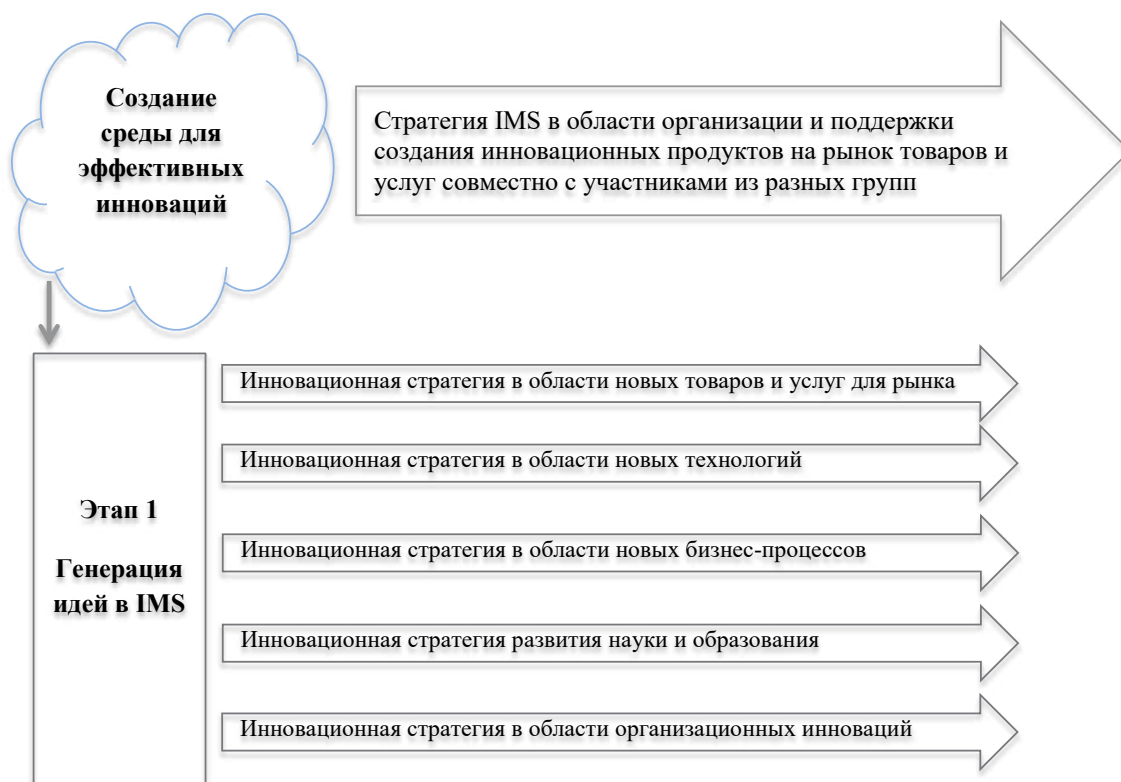 Создание
среды для
эффективных
инноваций
Стратегия IMS в области организации и поддержки
создания инновационных продуктов на рынок товаров и
услуг совместно с участниками из разных групп
Этап 1
Генерация
идей в IMS
Инновационная стратегия в области новых товаров и услуг для рынка
Инновационная стратегия в области новых технологий
Инновационная стратегия в области новых бизнес-процессов
Инновационная стратегия развития науки и образования
Инновационная стратегия в области организационных инноваций